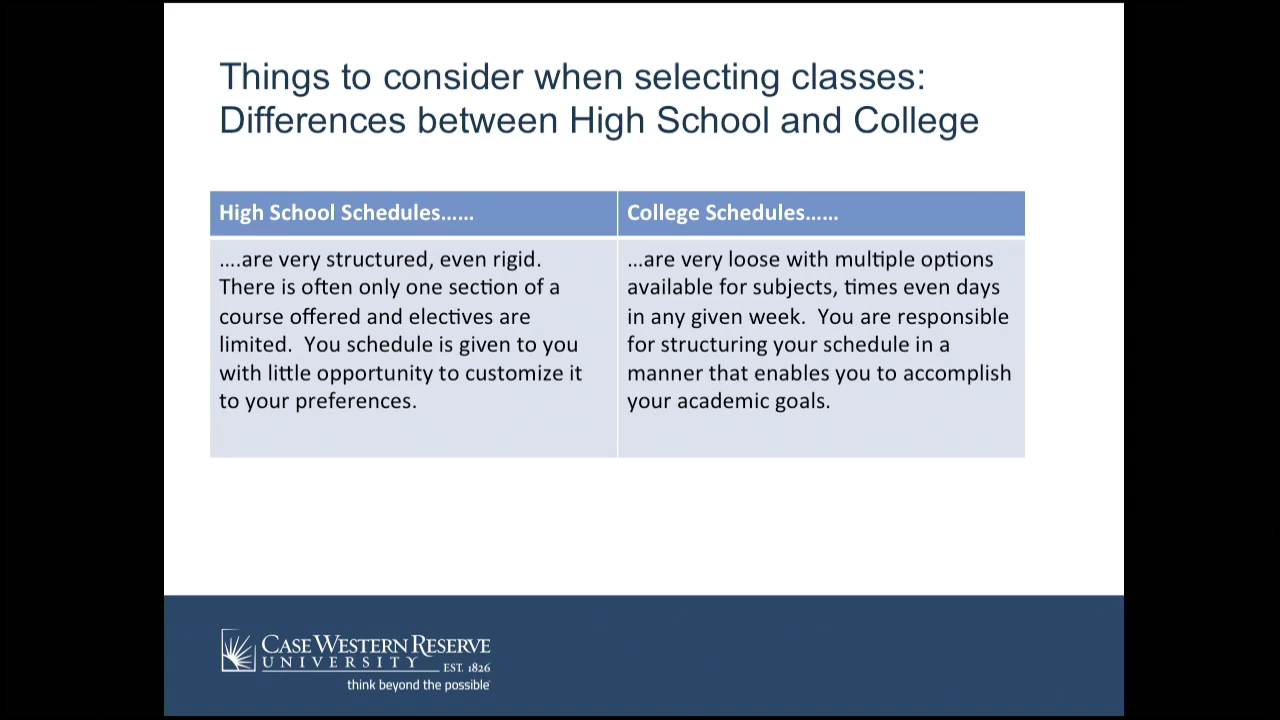 Things to consider when selecting classes:
Differences between High School and College
High School Schedules……
College Schedules……
….are very structured, even rigid.
There is often only one section of a
course offered and electives are
limited.  You schedule is given to you
with little opportunity to customize it
to your preferences.
…are very loose with multiple options
available for subjects, times even days
in any given week.  You are responsible
for structuring your schedule in a
manner that enables you to accomplish
your academic goals.
CASE WESTERN RESERVE
UNIVERSITY EST. 1826
think beyond the possible